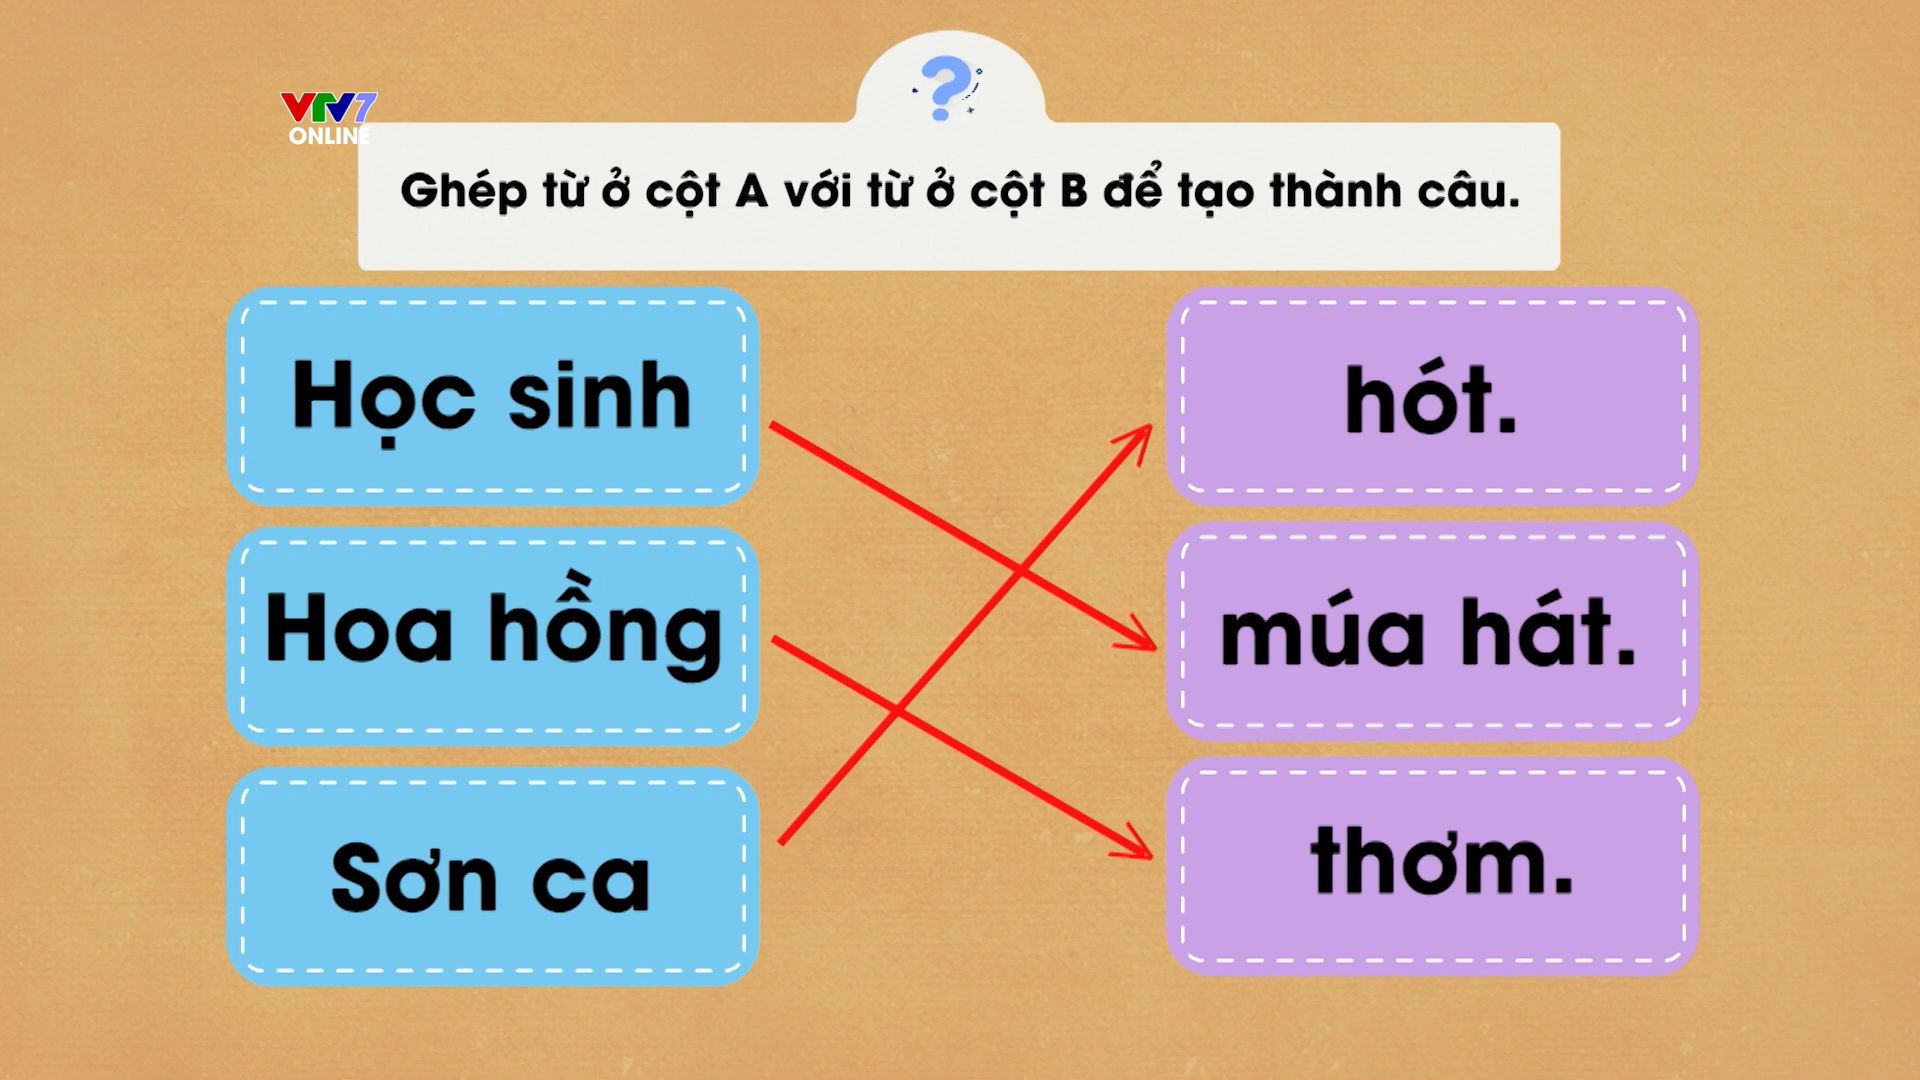 VTV7
ONLINE
Ghép từ ở cột A với từ ở cột B để tạo thành câu.
Học sinh
hót.
Hoa hồng
múa hát.
Sơn ca
thơm.